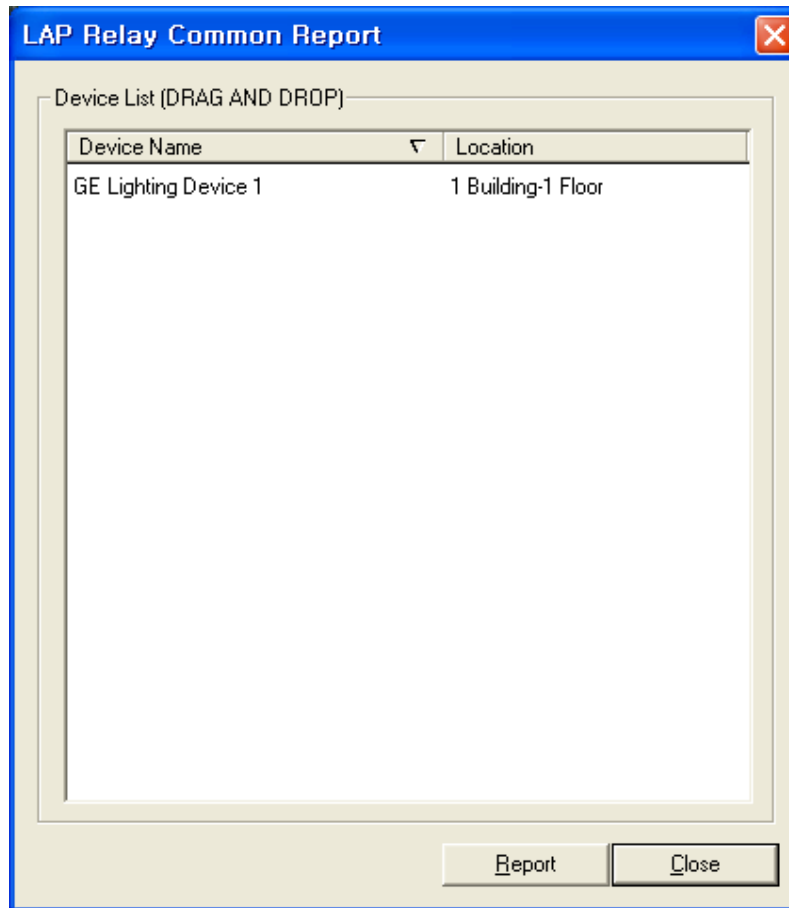 LAP Relay Common Report
Device List (DRAG AND DROP)
Device Name Location
GE Lighting Device 1 1 Building-1 Floor
Report Close